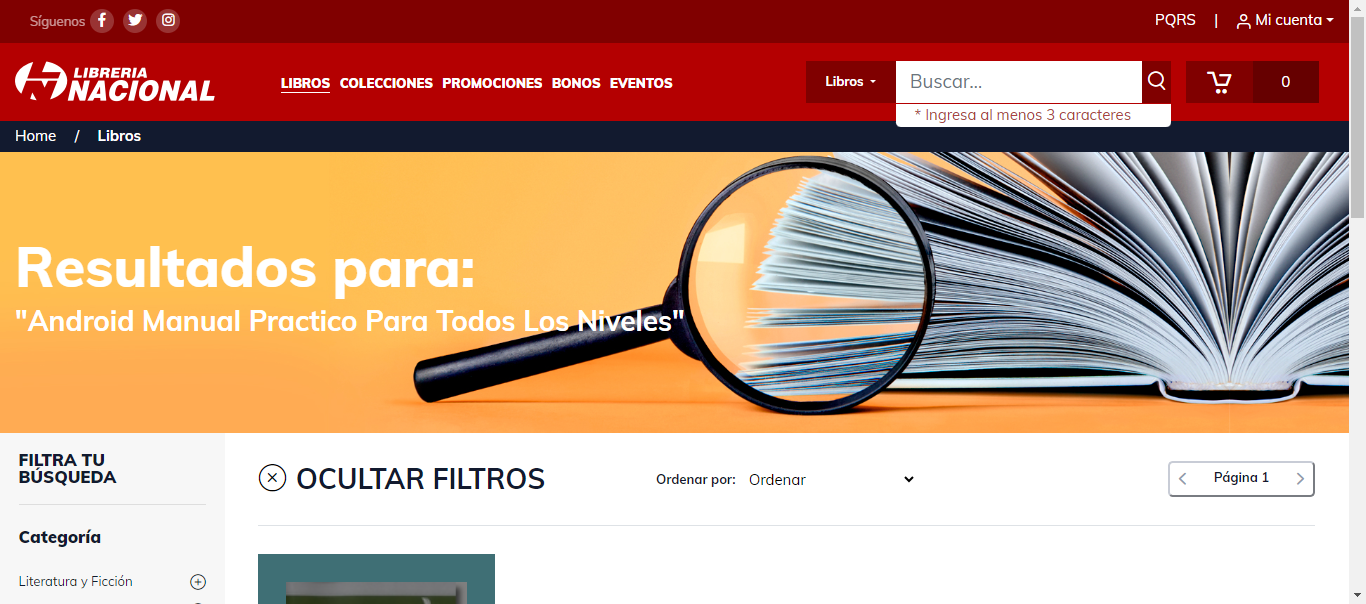 Síguenos
PQRS | Mi cuenta
LIBRERIA
NACIONAL
LIBROS COLECCIONES PROMOCIONES BONOS EVENTOS
Libros
Buscar...
0
* Ingresa al menos 3 caracteres
Home / Libros
Resultados para:
"Android Manual Practico Para Todos Los Niveles"
FILTRA TU
BÚSQUEDA
OCULTAR FILTROS
Ordenar por: Ordenar
Página 1
Categoría
Literatura y Ficción